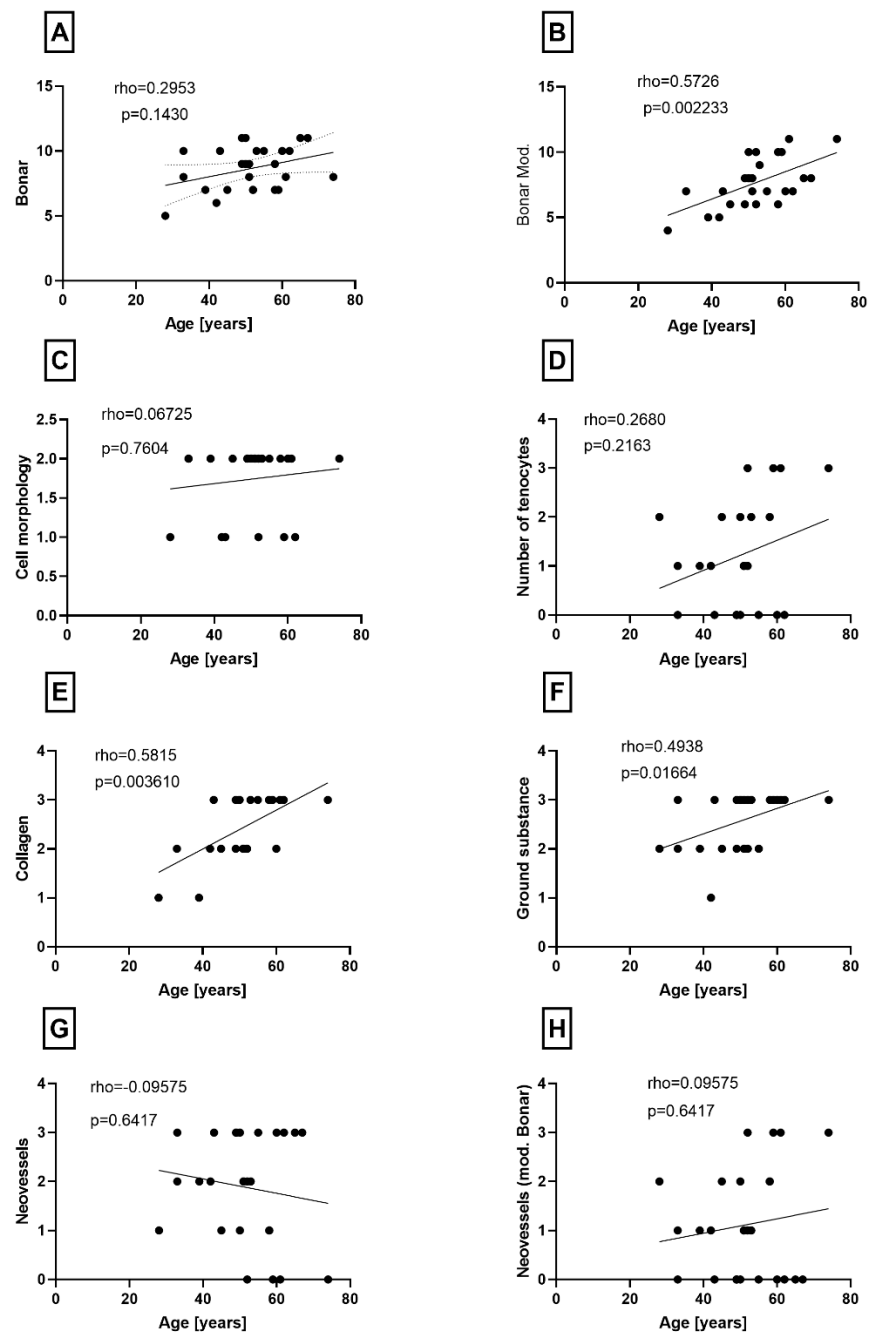 A
rho=0.2953
p=0.1430
15
10
5
0
Bonar
0 20 40 60 80
Age [years]
B
rho=0.5726
p=0.002233
15
10
5
0
Bonar Mod.
0 20 40 60 80
Age [years]
C
rho=0.06725
p=0.7604
2.5
2.0
1.5
1.0
0.5
0.0
Cell morphology
0 20 40 60 80
Age [years]
D
rho=0.2680
p=0.2163
4
3
2
1
0
Number of tenocytes
0 20 40 60 80
Age [years]
E
rho=0.5815
p=0.003610
4
3
2
1
0
Collagen
0 20 40 60 80
Age [years]
F
rho=0.4938
p=0.01664
4
3
2
1
0
Ground substance
0 20 40 60 80
Age [years]
G
rho=-0.09575
p=0.6417
4
3
2
1
0
Neovessels
0 20 40 60 80
Age [years]
H
rho=0.09575
p=0.6417
4
3
2
1
0
Neovessels (mod. Bonar)
0 20 40 60 80
Age [years]